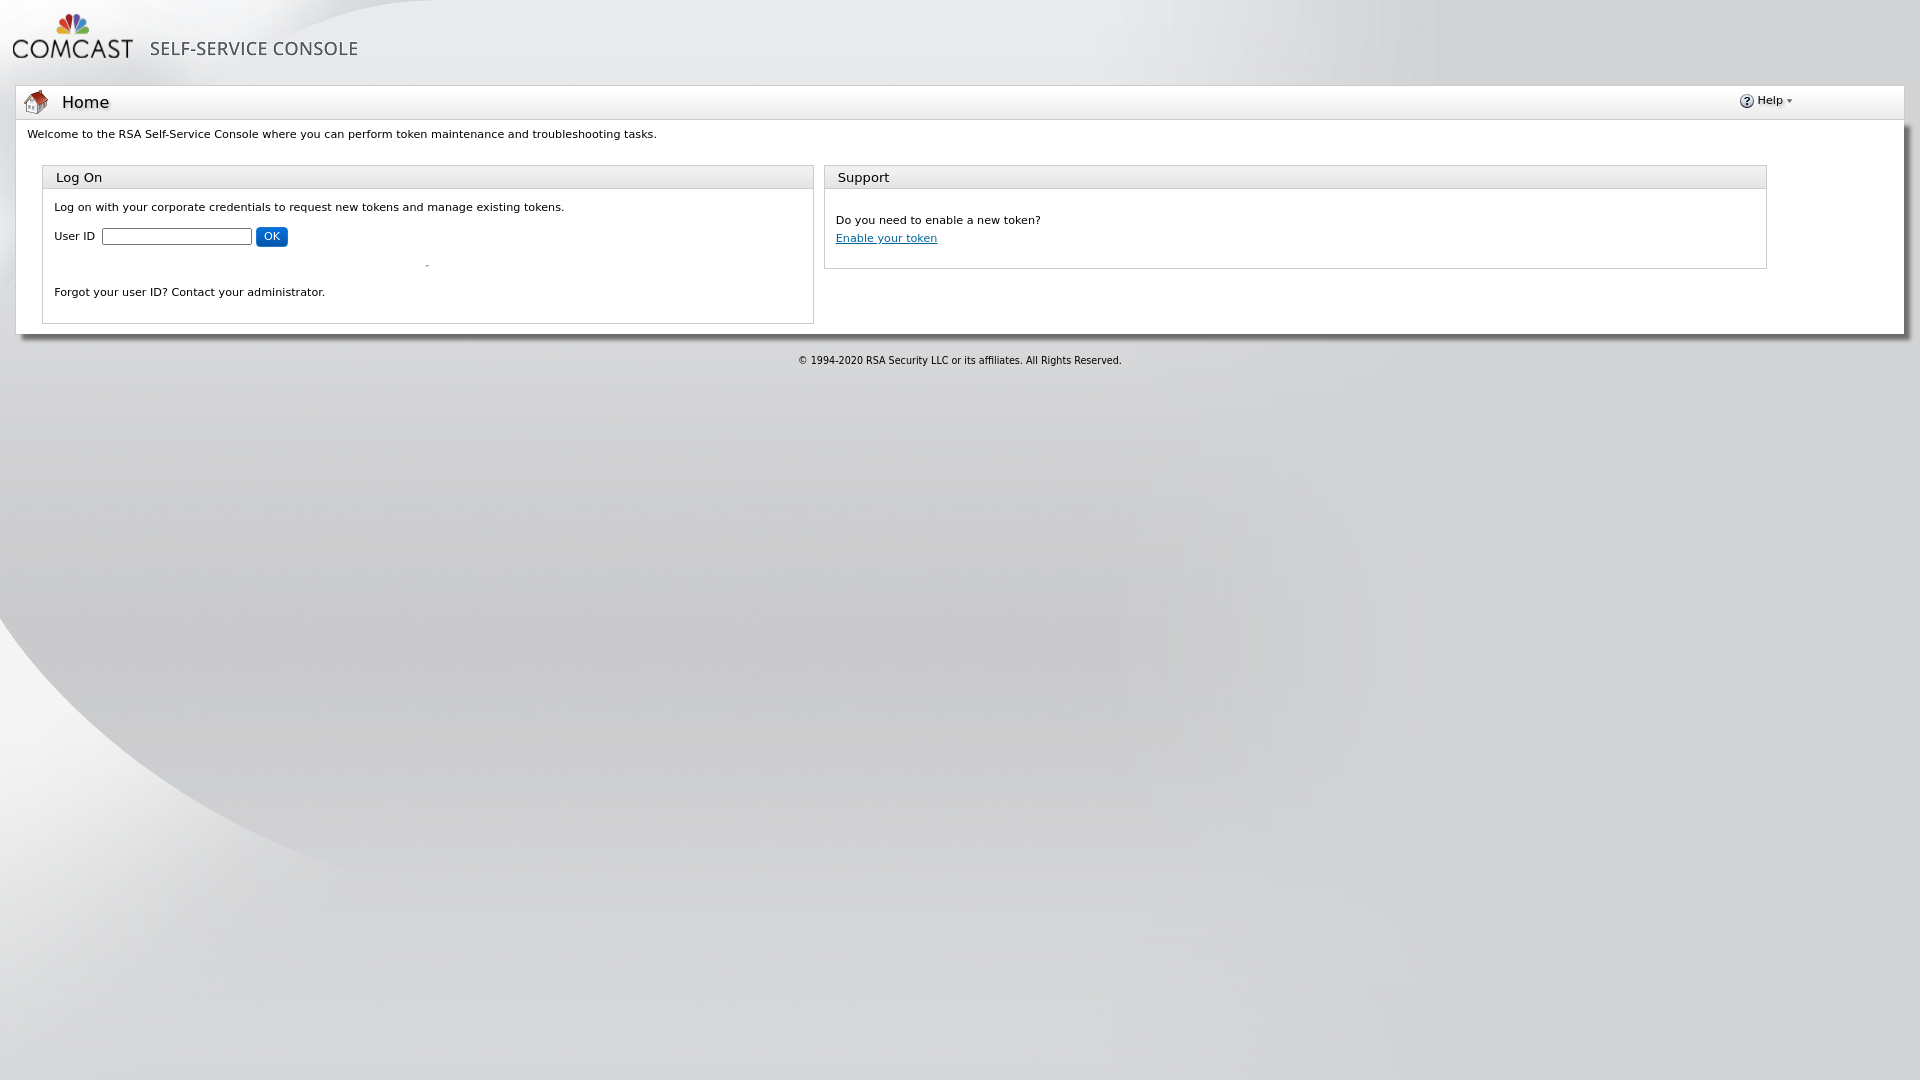 COMCAST SELF-SERVICE CONSOLE
Home
Help
Welcome to the RSA Self-Service Console where you can perform token maintenance and troubleshooting tasks.
Log On
Log on with your corporate credentials to request new tokens and manage existing tokens.
User ID OK
Forgot your user ID? Contact your administrator.
Support
Do you need to enable a new token?
Enable your token
© 1994-2020 RSA Security LLC or its affiliates. All Rights Reserved.